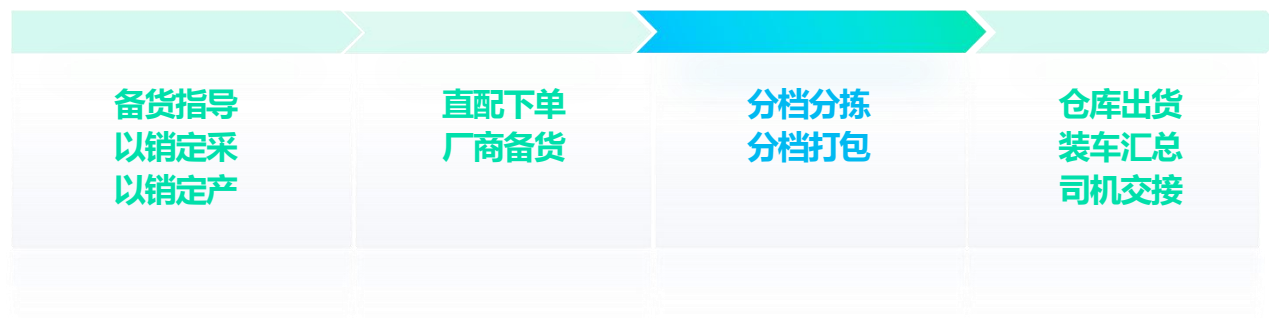 备货指导
以销定采
以销定产
直配下单
厂商备货
分档分拣
分档打包
仓库出货
装车汇总
司机交接